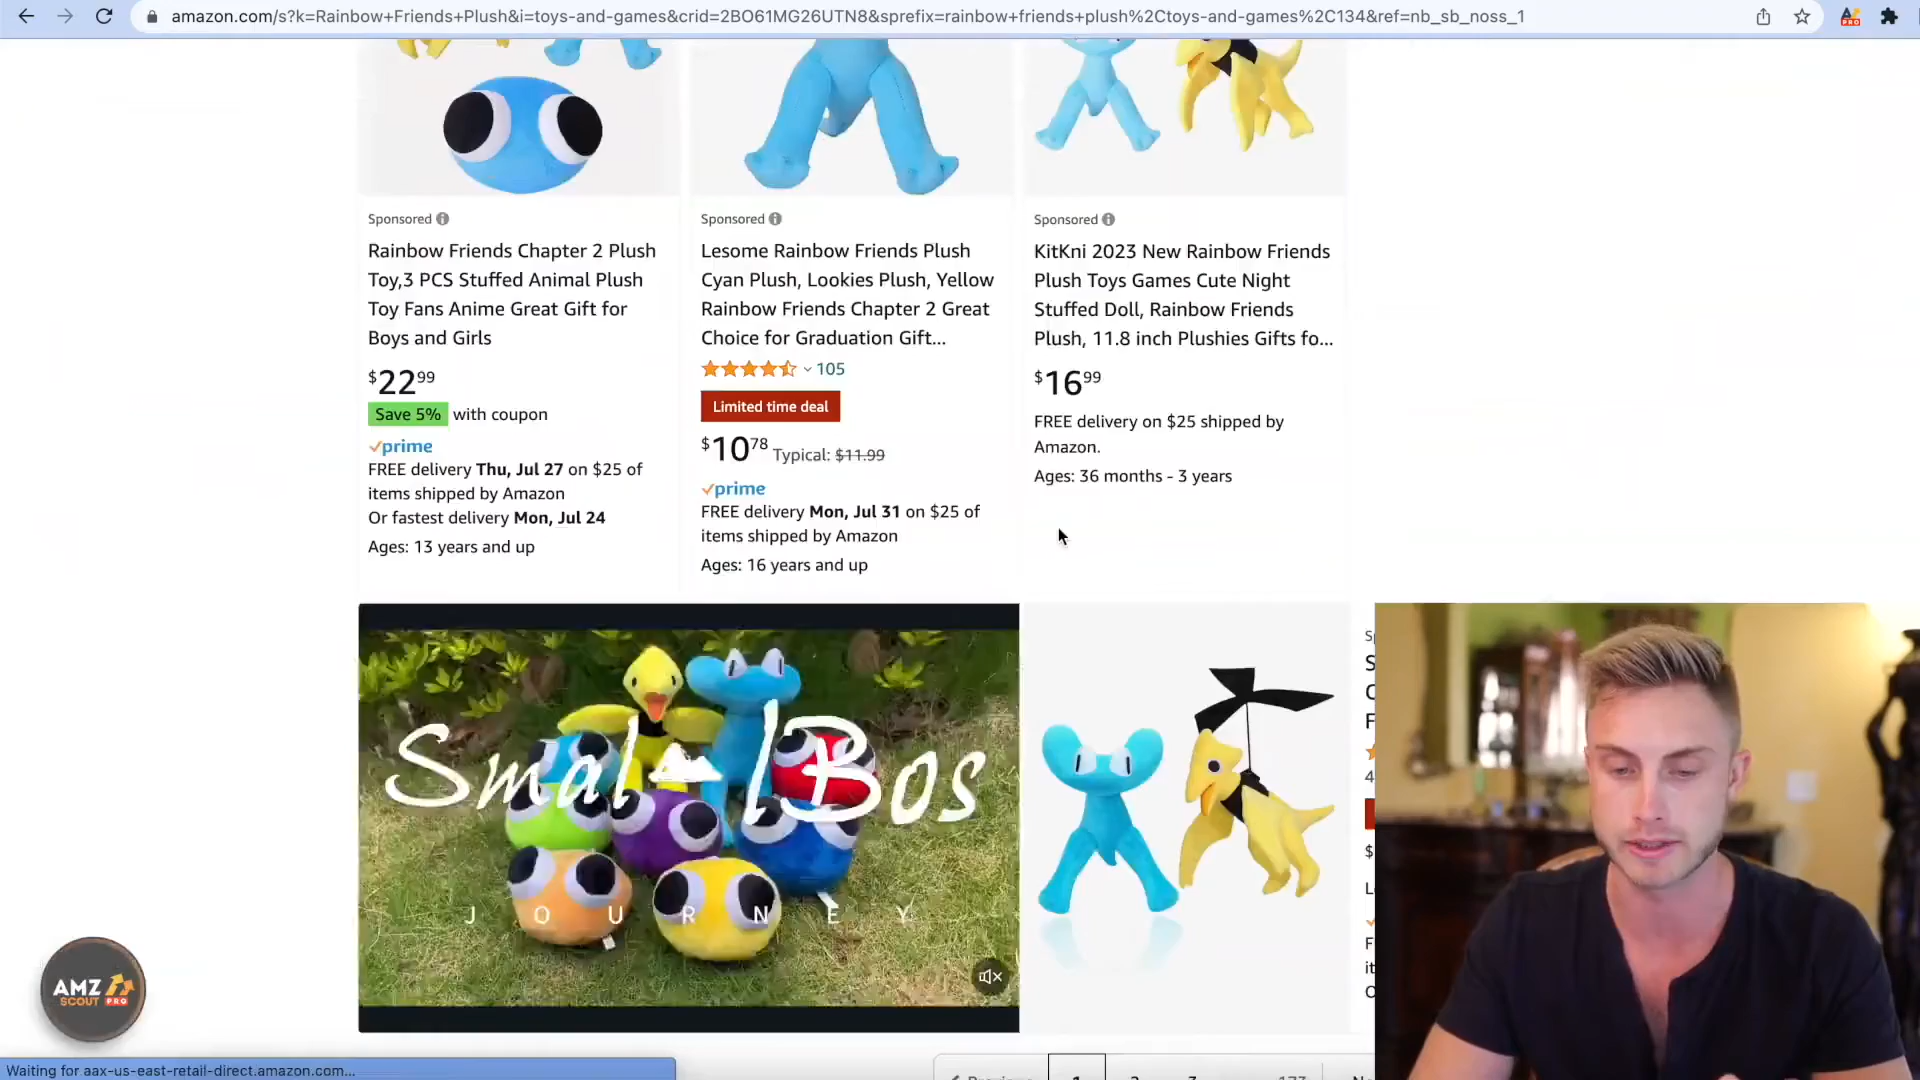 amazon.com/s?k=Rainbow+Friends+Plush&i=toys-and-games&crid=2BO61MG26UTN8&sprefix=rainbow+friends+plush%2Ctoys-and-games%2C134&ref=nb_sb_noss_1
Sponsored
Rainbow Friends Chapter 2 Plush
Toy,3 PCS Stuffed Animal Plush
Toy Fans Anime Great Gift for
Boys and Girls
$22 99
Save 5% with coupon
prime
FREE delivery Thu, Jul 27 on $25 of
items shipped by Amazon
Or fastest delivery Mon, Jul 24
Ages: 13 years and up
Sponsored
Lesome Rainbow Friends Plush
Cyan Plush, Lookies Plush, Yellow
Rainbow Friends Chapter 2 Great
Choice for Graduation Gift...
105
Limited time deal
$10 78 Typical: $11.99
prime
FREE delivery Mon, Jul 31 on $25 of
items shipped by Amazon
Ages: 16 years and up
Sponsored
KitKni 2023 New Rainbow Friends
Plush Toys Games Cute Night
Stuffed Doll, Rainbow Friends
Plush, 11.8 inch Plushies Gifts fo...
$16 99
FREE delivery on $25 shipped by
Amazon.
Ages: 36 months - 3 years
Smal lBos
JOURNEY
AMZ
SCOUT PRO
Waiting for aax-us-east-retail-direct.amazon.com...